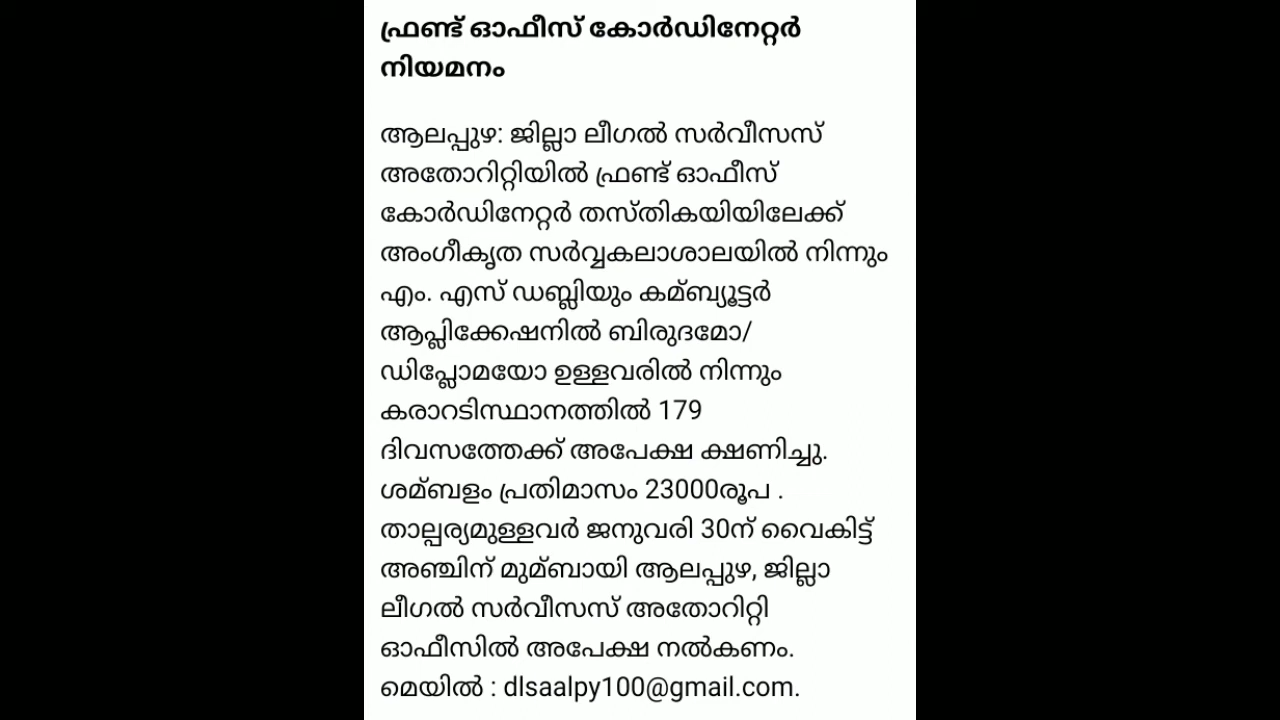 ഫ്രണ്ട് ഓഫീസ് കോർഡിനേറ്റർ
നിയമനം
ആലപ്പുഴ: ജില്ലാ ലീഗൽ സർവീസസ്
അതോറിറ്റിയിൽ ഫ്രണ്ട് ഓഫീസ്
കോർഡിനേറ്റർ തസ്തികയിയിലേക്ക്
അംഗീകൃത സർവ്വകലാശാലയിൽ നിന്നും
എം. എസ് ഡബ്ലിയും കമ്ബ്യൂട്ടർ
ആപ്ലിക്കേഷനിൽ ബിരുദമോ/
ഡിപ്ലോമയോ ഉള്ളവരിൽ നിന്നും
കരാറടിസ്ഥാനത്തിൽ 179
ദിവസത്തേക്ക് അപേക്ഷ ക്ഷണിച്ചു.
ശമ്ബളം പ്രതിമാസം 23000രൂപ .
താല്പര്യമുള്ളവർ ജനുവരി 30ന് വൈകിട്ട്
അഞ്ചിന് മുമ്ബായി ആലപ്പുഴ, ജില്ലാ
ലീഗൽ സർവീസസ് അതോറിറ്റി
ഓഫീസിൽ അപേക്ഷ നൽകണം.
മെയിൽ : dlsaalpy100@gmail.com.